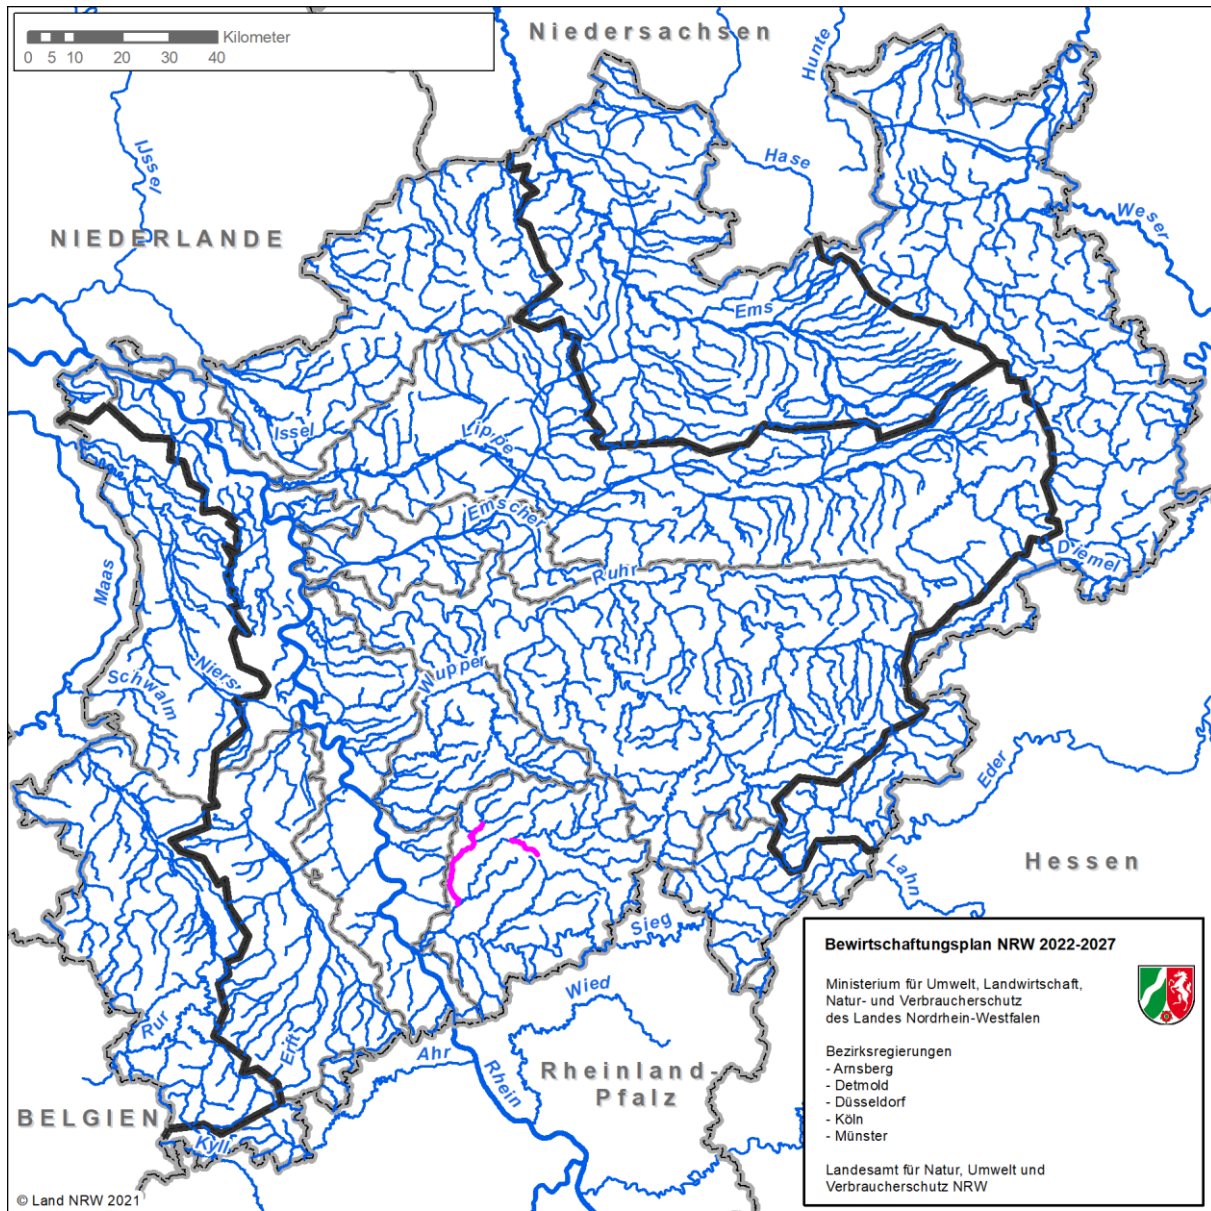 Kilometer
0 5 10 20 30 40
Niedersachsen
Hunte
IJssel
Hase
NIEDERLANDE
Weser
Ems
Issel
Lippe
Emscher
Ruhr
Diemel
Maas
Wupper
Niers
Schwalm
Eder
Hessen
Lahn
Sieg
Wied
Rur
Erft
Ahr
Rhein
Rheinland-
Pfalz
BELGIEN
Kyll
Bewirtschaftungsplan NRW 2022-2027
Ministerium für Umwelt, Landwirtschaft,
Natur- und Verbraucherschutz
des Landes Nordrhein-Westfalen
Bezirksregierungen
- Arnsberg
- Detmold
- Düsseldorf
- Köln
- Münster
Landesamt für Natur, Umwelt und
Verbraucherschutz NRW
© Land NRW 2021